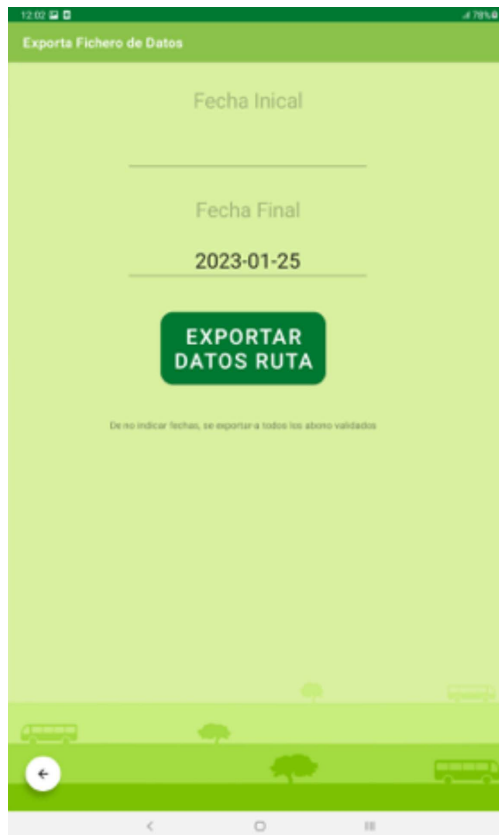 12:02
78%
Exporta Fichero de Datos
Fecha Inical
Fecha Final
2023-01-25
EXPORTAR
DATOS RUTA
De no indicar fechas, se exportar-a todos los abono validados